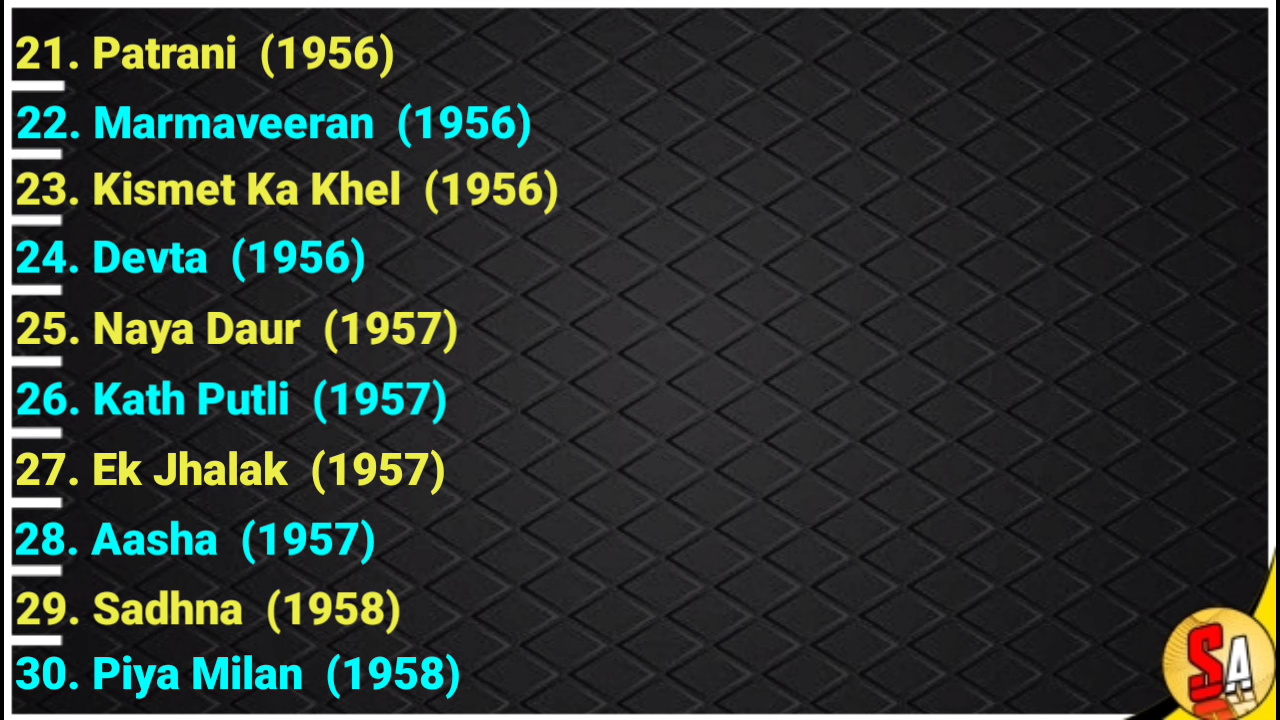 21. Patrani (1956)
22. Marmaveeran (1956)
23. Kismet Ka Khel (1956)
24. Devta (1956)
25. Naya Daur (1957)
26. Kath Putli (1957)
27. Ek Jhalak (1957)
28. Aasha (1957)
29. Sadhna (1958)
30. Piya Milan (1958)
SA